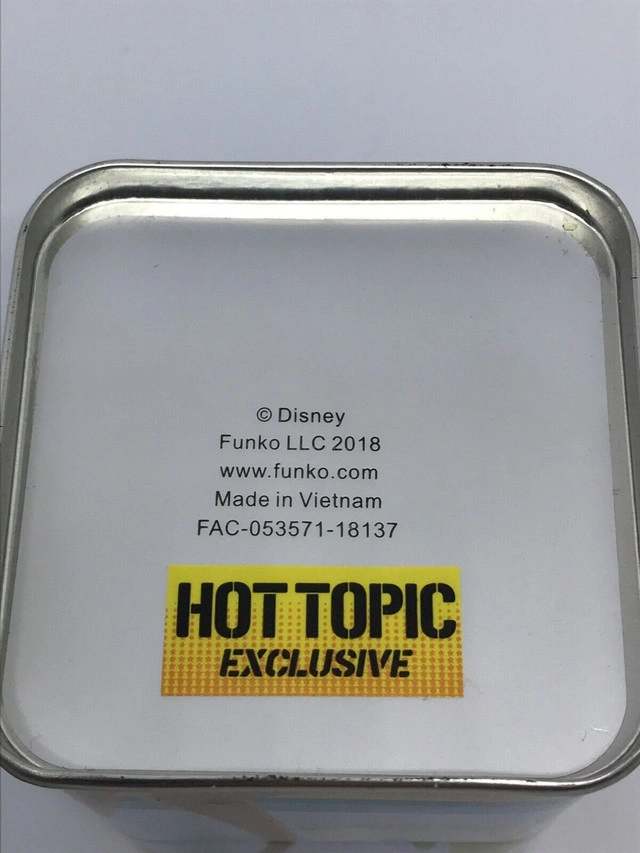 © Disney
Funko LLC 2018
www.funko.com
Made in Vietnam
FAC-053571-18137
HOT TOPIC
EXCLUSIVE